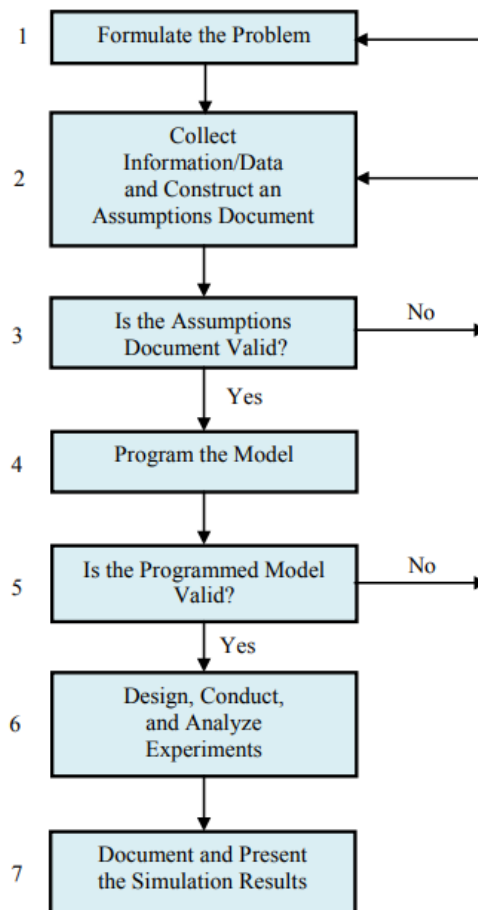 1
Formulate the Problem
2
Collect
Information/Data
and Construct an
Assumptions Document
3
Is the Assumptions
Document Valid?
No
Yes
4
Program the Model
5
Is the Programmed Model
Valid?
No
Yes
6
Design, Conduct,
and Analyze
Experiments
7
Document and Present
the Simulation Results